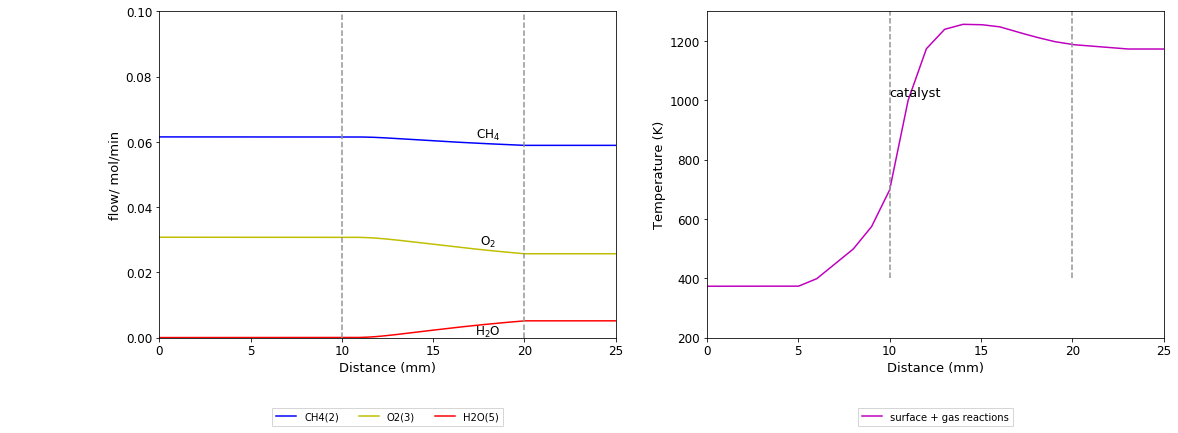 0.10
0.08
0.06
0.04
0.02
0.00
flow/ mol/min
CH₄
O₂
H₂O
0 5 10 15 20 25
Distance (mm)
CH4(2) O2(3) H2O(5)
1200
1000
800
600
400
200
Temperature (K)
catalyst
0 5 10 15 20 25
Distance (mm)
surface + gas reactions